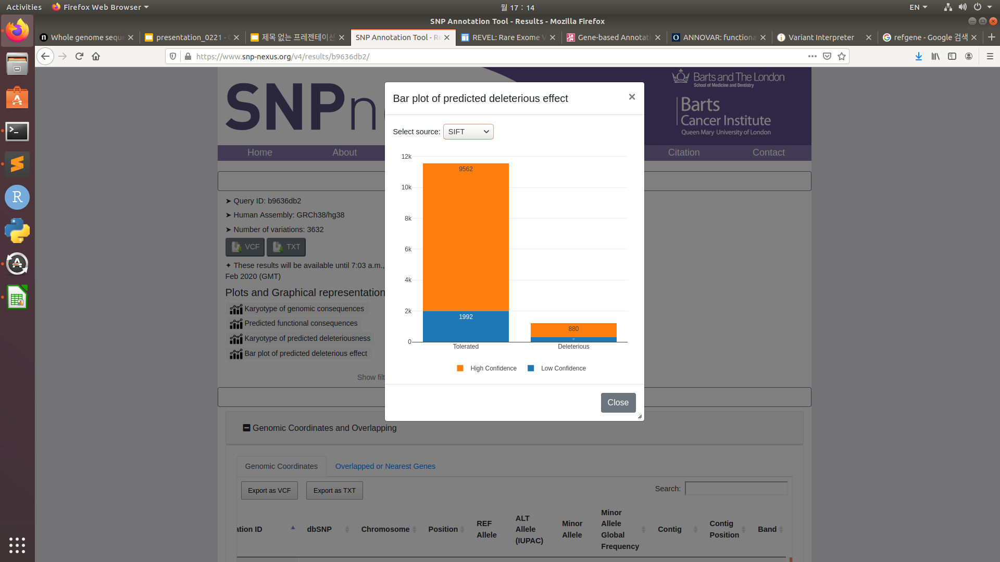 Activities
Firefox Web Browser
월 17 : 14
EN
SNP Annotation Tool - Results - Mozilla Firefox
Whole genome seque
presentation_0221 -
제목 없는 프레젠테이션
SNP Annotation Tool - Re
REVEL: Rare Exome V
Gene-based Annotati
ANNOVAR: functiona
Variant Interpreter
refgene - Google 검색
https://www.snp-nexus.org/v4/results/b9636db2/
SNPn
Barts and The London
School of Medicine and Dentistry
Barts
Cancer Institute
Queen Mary University of London
Home
About
Citation
Contact
➤ Query ID: b9636db2
➤ Human Assembly: GRCh38/hg38
➤ Number of variations: 3632
VCF
TXT
✦ These results will be available until 7:03 a.m.,
Feb 2020 (GMT)
Plots and Graphical representation
Karyotype of genomic consequences
Predicted functional consequences
Karyotype of predicted deleteriousness
Bar plot of predicted deleterious effect
Show filt
Bar plot of predicted deleterious effect
×
Select source: SIFT
12k
10k
8k
6k
4k
2k
0
9562
1992
880
Tolerated
Deleterious
High Confidence
Low Confidence
Close
Genomic Coordinates and Overlapping
Genomic Coordinates
Overlapped or Nearest Genes
Export as VCF
Export as TXT
Search:
ation ID
dbSNP
Chromosome
Position
REF
Allele
ALT
Allele
(IUPAC)
Minor
Allele
Minor
Allele
Global
Frequency
Contig
Contig
Position
Band